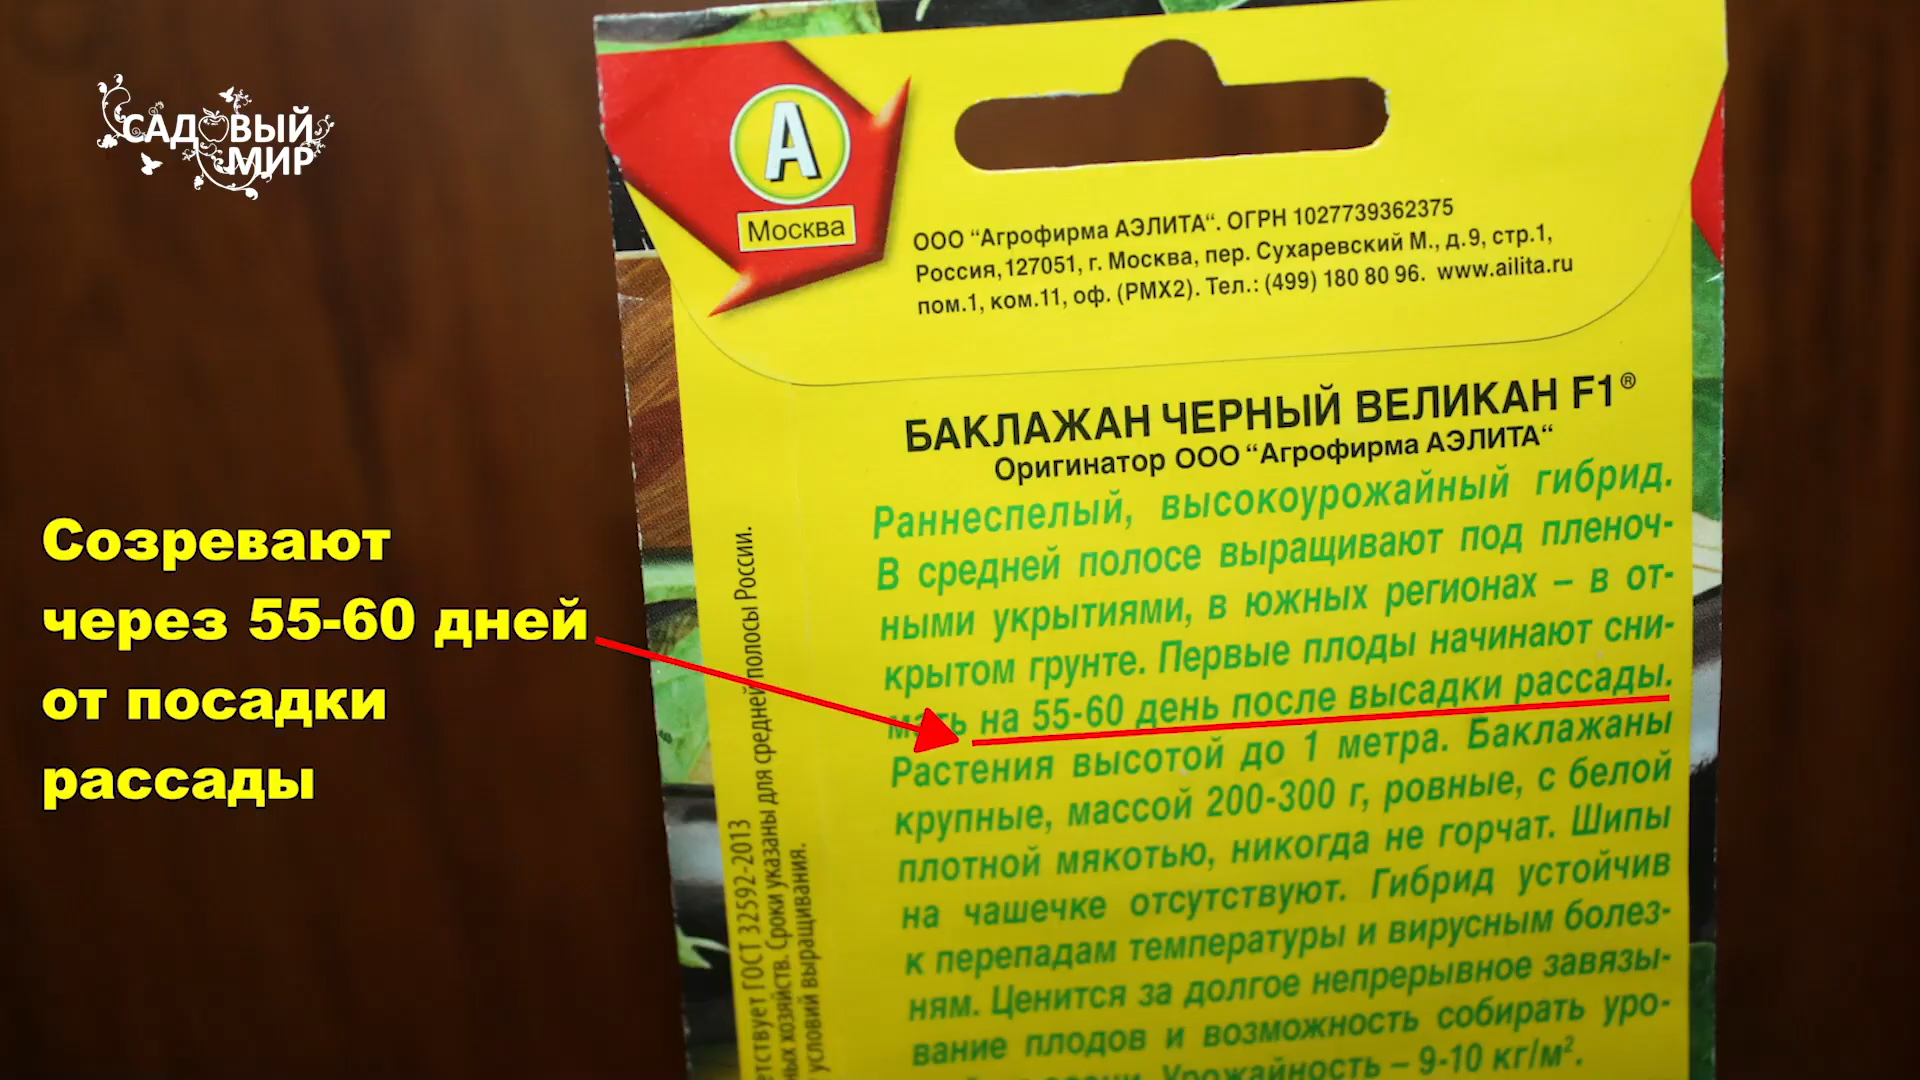 САДОВЫЙ
МИР
Созревают
через 55-60 дней
от посадки
рассады
А
Москва
ООО “Агрофирма АЭЛИТА“. ОГРН 1027739362375
Россия, 127051, г. Москва, пер. Сухаревский М., д.9, стр.1,
пом.1, ком.11, оф. (РМХ2). Тел.: (499) 180 80 96. www.ailita.ru
БАКЛАЖАН ЧЕРНЫЙ ВЕЛИКАН F1®
Оригинатор ООО “Агрофирма АЭЛИТА“
Раннеспелый, высокоурожайный гибрид.
В средней полосе выращивают под пленоч-
ными укрытиями, в южных регионах – в от-
крытом грунте. Первые плоды начинают сни-
мать на 55-60 день после высадки рассады.
Растения высотой до 1 метра. Баклажаны
крупные, массой 200-300 г, ровные, с белой
плотной мякотью, никогда не горчат. Шипы
на чашечке отсутствуют. Гибрид устойчив
к перепадам температуры и вирусным болез-
ням. Ценится за долгое непрерывное завязы-
вание плодов и возможность собирать уро-
Урожайность – 9-10 кг/м².
ГОСТ 32592-2013
хозяйств. Сроки указаны для средней полосы России.
условий выращивания.